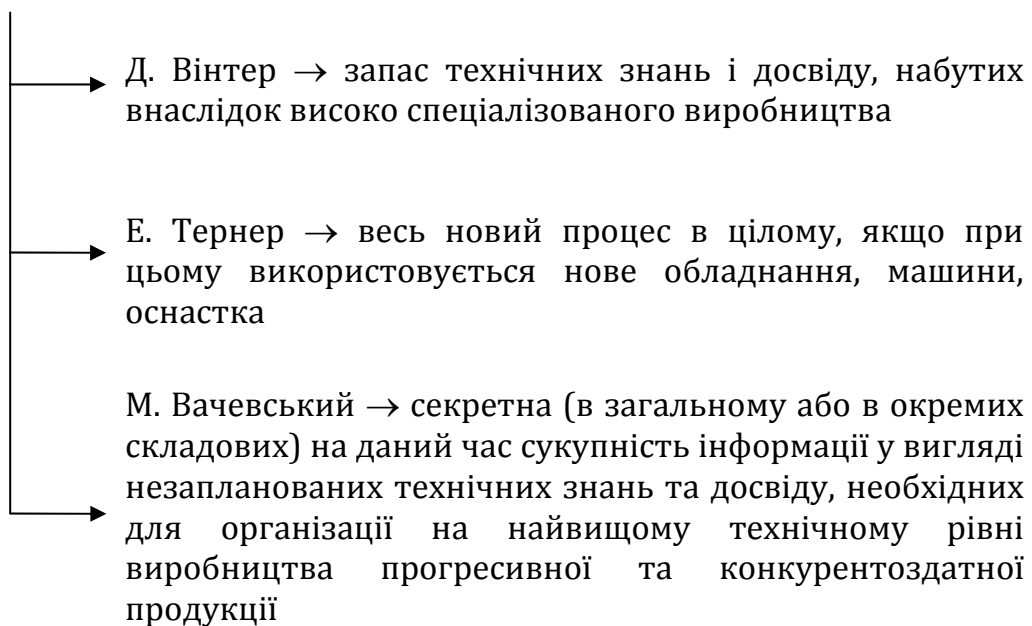 Д. Вінтер → запас технічних знань і досвіду, набутих
внаслідок високо спеціалізованого виробництва
Е. Тернер → весь новий процес в цілому, якщо при
цьому використовується нове обладнання, машини,
оснастка
М. Вачевський → секретна (в загальному або в окремих
складових) на даний час сукупність інформації у вигляді
незапланованих технічних знань та досвіду, необхідних
для організації на найвищому технічному рівні
виробництва прогресивної та конкурентоздатної
продукції